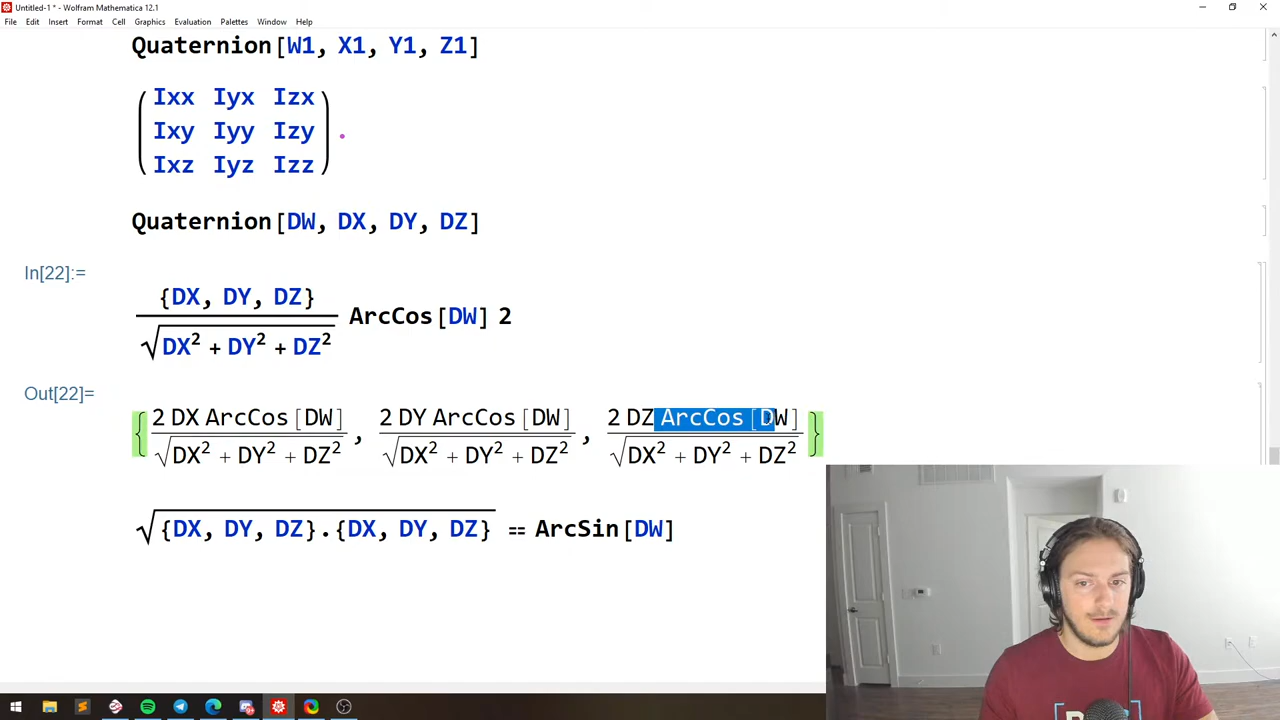 Untitled-1 * - Wolfram Mathematica 12.1
File Edit Insert Format Cell Graphics Evaluation Palettes Window Help
Quaternion[W1, X1, Y1, Z1]
Ixx Iyx Izx
Ixy Iyy Izy .
Ixz Iyz Izz
Quaternion[DW, DX, DY, DZ]
In[22]:=
{DX, DY, DZ} / √(DX² + DY² + DZ²) ArcCos[DW] 2
Out[22]=
{2 DX ArcCos[DW] / √(DX² + DY² + DZ²), 2 DY ArcCos[DW] / √(DX² + DY² + DZ²), 2 DZ ArcCos[DW] / √(DX² + DY² + DZ²)}
√{DX, DY, DZ}.{DX, DY, DZ} == ArcSin[DW]